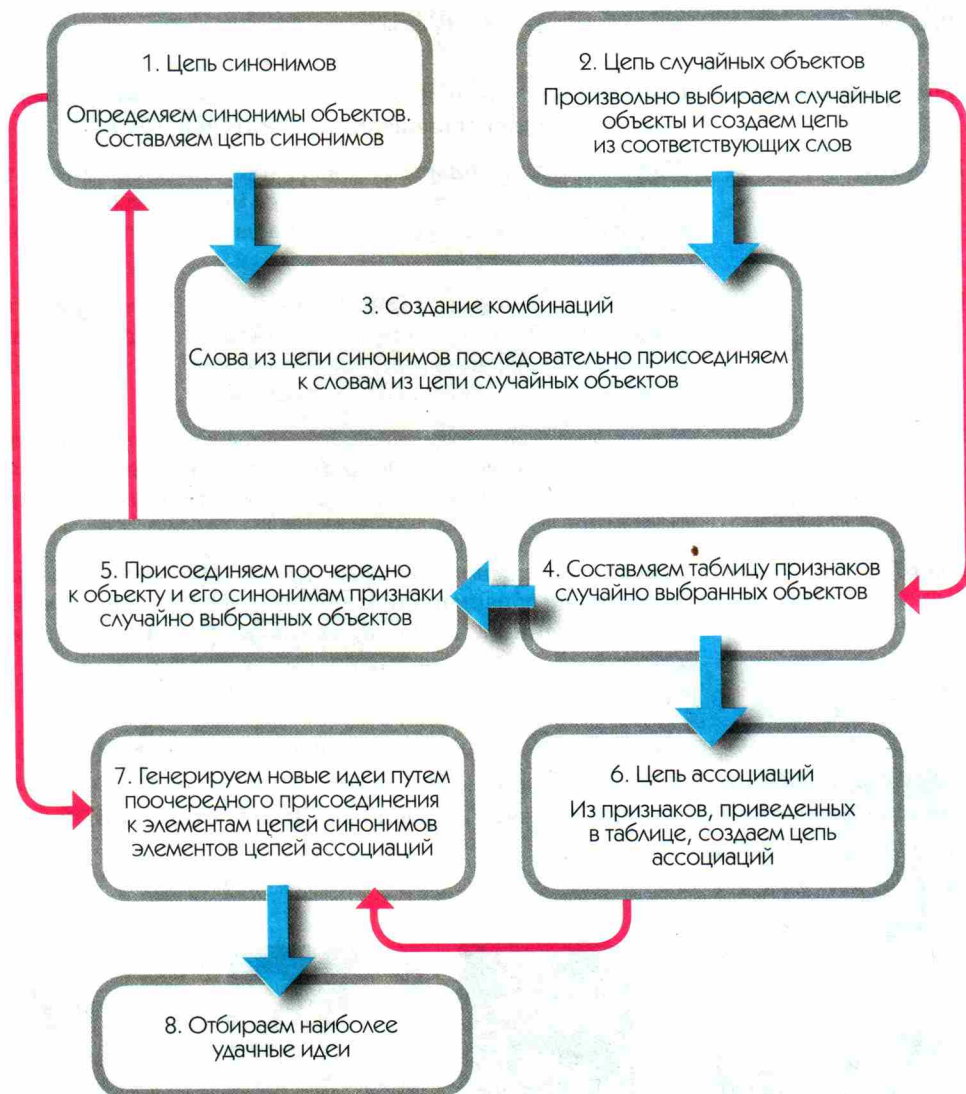 1. Цепь синонимов
Определяем синонимы объектов.
Составляем цепь синонимов
2. Цепь случайных объектов
Произвольно выбираем случайные
объекты и создаем цепь
из соответствующих слов
3. Создание комбинаций
Слова из цепи синонимов последовательно присоединяем
к словам из цепи случайных объектов
5. Присоединяем поочередно
к объекту и его синонимам признаки
случайно выбранных объектов
4. Составляем таблицу признаков
случайно выбранных объектов
7. Генерируем новые идеи путем
поочередного присоединения
к элементам цепей синонимов
элементов цепей ассоциаций
6. Цепь ассоциаций
Из признаков, приведенных
в таблице, создаем цепь
ассоциаций
8. Отбираем наиболее
удачные идеи